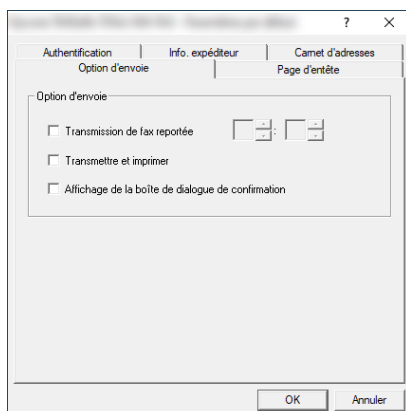 ?
Authentification
Info. expéditeur
Carnet d'adresses
Option d'envoie
Page d'entête
Option d'envoie
Transmission de fax reportée
:
Transmettre et imprimer
Affichage de la boîte de dialogue de confirmation
OK
Annuler